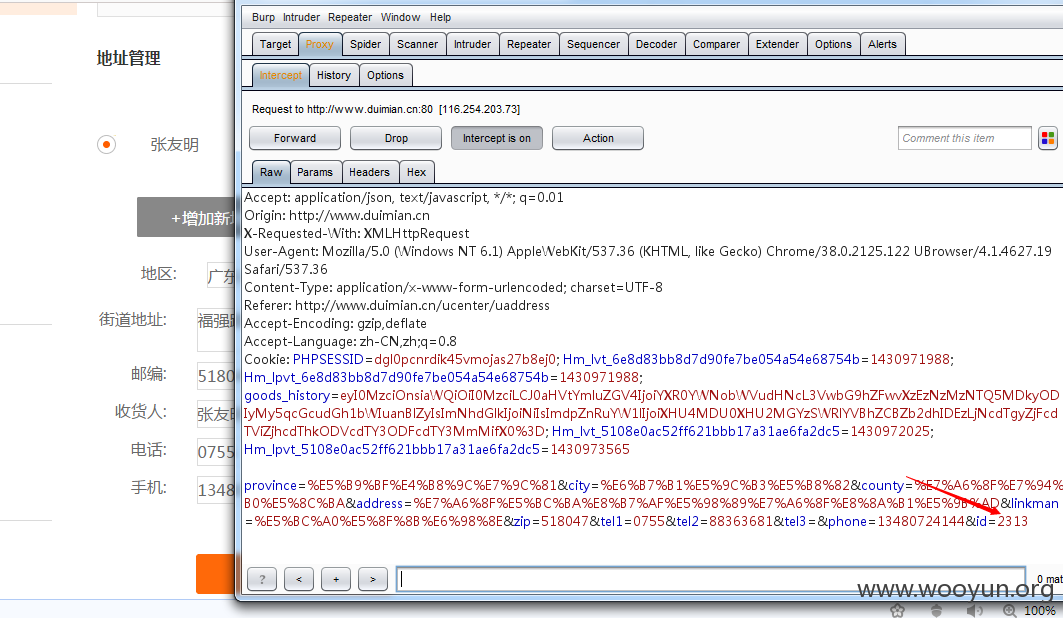 地址管理
张友明
+增加新
地区:
广东
街道地址:
福强路
邮编:
5180
收货人:
张友
电话:
0755
手机:
1348
Burp Intruder Repeater Window Help
Target Proxy Spider Scanner Intruder Repeater Sequencer Decoder Comparer Extender Options Alerts
Intercept History Options
Request to http://www.duimian.cn:80 [116.254.203.73]
Forward Drop Intercept is on Action Comment this item
Raw Params Headers Hex
Accept: application/json, text/javascript, */*; q=0.01
Origin: http://www.duimian.cn
X-Requested-With: XMLHttpRequest
User-Agent: Mozilla/5.0 (Windows NT 6.1) AppleWebKit/537.36 (KHTML, like Gecko) Chrome/38.0.2125.122 UBrowser/4.1.4627.19
Safari/537.36
Content-Type: application/x-www-form-urlencoded; charset=UTF-8
Referer: http://www.duimian.cn/ucenter/uaddress
Accept-Encoding: gzip,deflate
Accept-Language: zh-CN,zh;q=0.8
Cookie: PHPSESSID=dgl0pcnrdik45vmojas27b8ej0; Hm_lvt_6e8d83bb8d7d90fe7be054a54e68754b=1430971988;
Hm_lpvt_6e8d83bb8d7d90fe7be054a54e68754b=1430971988;
goods_history=eyI0MzciOnsiaWQiOiI0MzciLCJ0aHVtYmluZGV4IjoiYXR0YWNobWVudHNcL3VwbG9hZFwvXzEzNzMzNTQ5MDkyOD
IyMy5qcGcudGh1bWIuanBlZyIsImNhdGlkIjoiNiIsImdpZnRuYW1lIjoiXHU4MDU0XHU2MGYzSWRlYVBhZCBZb2dhIDEzLjNcdTgyZjFcd
TViZjhcdThkODVcdTY3ODFcdTY3MmMifX0%3D; Hm_lvt_5108e0ac52ff621bbb17a31ae6fa2dc5=1430972025;
Hm_lpvt_5108e0ac52ff621bbb17a31ae6fa2dc5=1430973565
province=%E5%B9%BF%E4%B8%9C%E7%9C%81&city=%E6%B7%B1%E5%9C%B3%E5%B8%82&county=%E7%A6%8F%E7%94%
B0%E5%8C%BA&address=%E7%A6%8F%E5%BC%BA%E8%B7%AF%E5%98%89%E7%A6%8F%E8%8A%B1%E5%9B%AD&linkman
=%E5%BC%A0%E5%8F%8B%E6%98%8E&zip=518047&tel1=0755&tel2=88363681&tel3=&phone=13480724144&id=2313
? < + > 0 mat
www.wooyun.org
100%